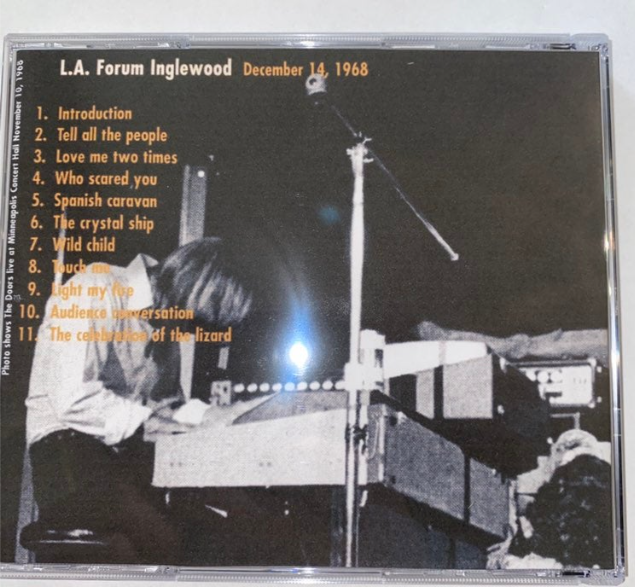 L.A. Forum Inglewood December 14, 1968
1. Introduction
2. Tell all the people
3. Love me two times
4. Who scared you
5. Spanish caravan
6. The crystal ship
7. Wild child
8. Touch me
9. Light my fire
10. Audience conversation
11. The celebration of the lizard
Photo shows The Doors live at Minneapolis Concert Hall November 10, 1968